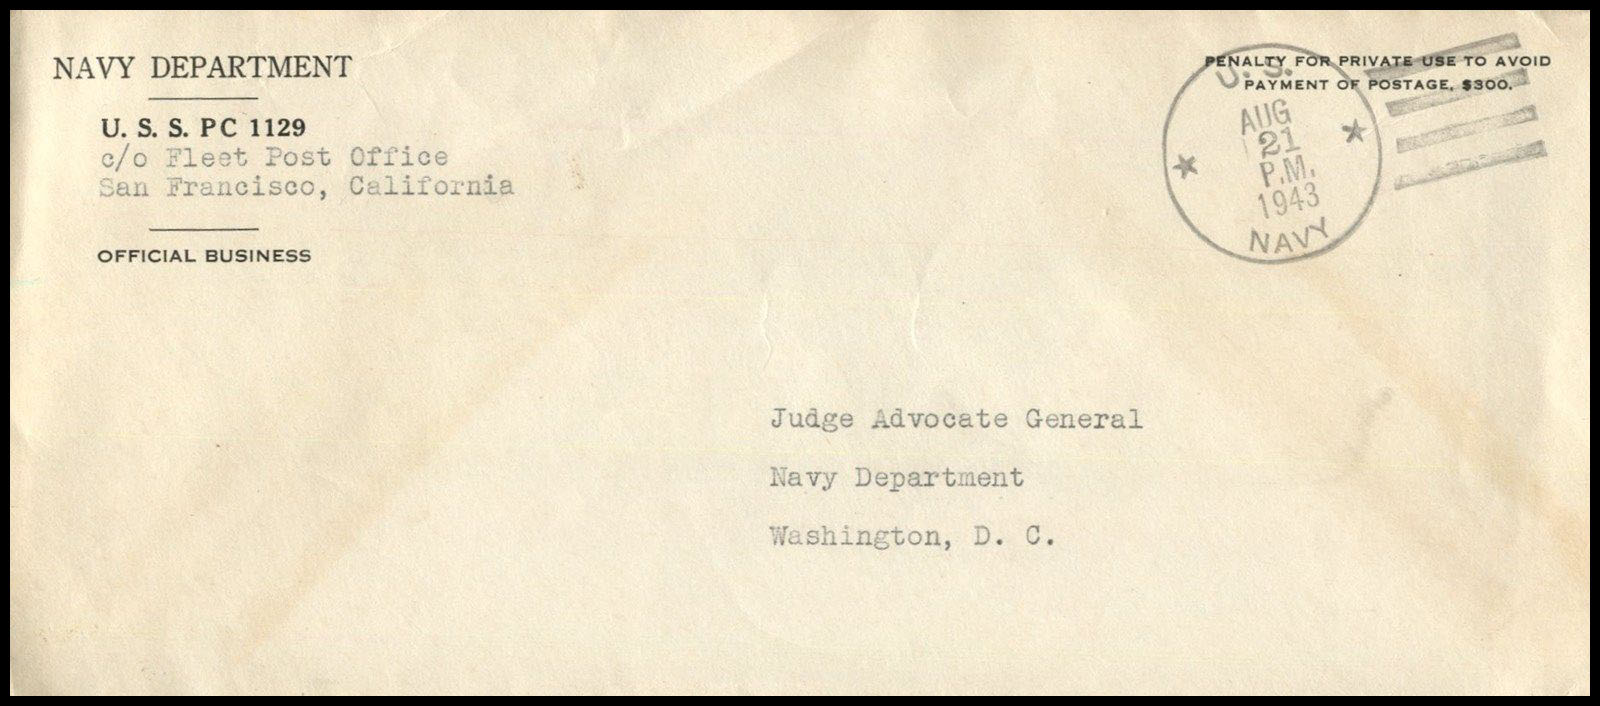 NAVY DEPARTMENT
U. S. S. PC 1129
c/o Fleet Post Office
San Francisco, California
OFFICIAL BUSINESS
PENALTY FOR PRIVATE USE TO AVOID
PAYMENT OF POSTAGE, $300.
U. S.
AUG
21
P.M.
1943
NAVY
Judge Advocate General
Navy Department
Washington, D. C.